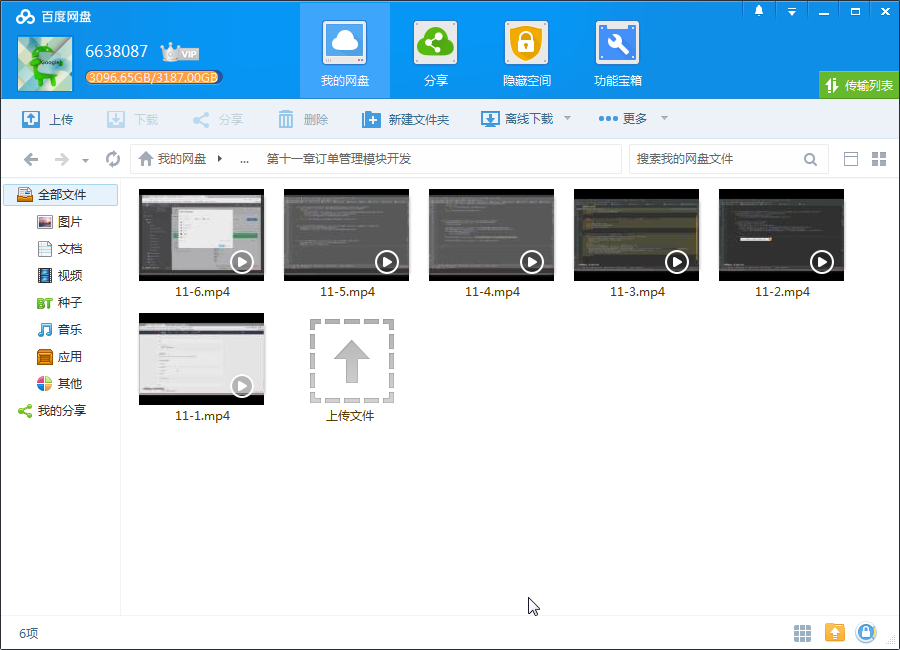 百度网盘
6638087 VIP
3096.65GB/3187.00GB
我的网盘 分享 隐藏空间 功能宝箱
传输列表
上传 下载 分享 删除 新建文件夹 离线下载 更多
我的网盘 ... 第十一章订单管理模块开发 搜索我的网盘文件
全部文件
图片
文档
视频
BT 种子
音乐
应用
其他
我的分享
11-6.mp4 11-5.mp4 11-4.mp4 11-3.mp4 11-2.mp4
11-1.mp4 上传文件
6项